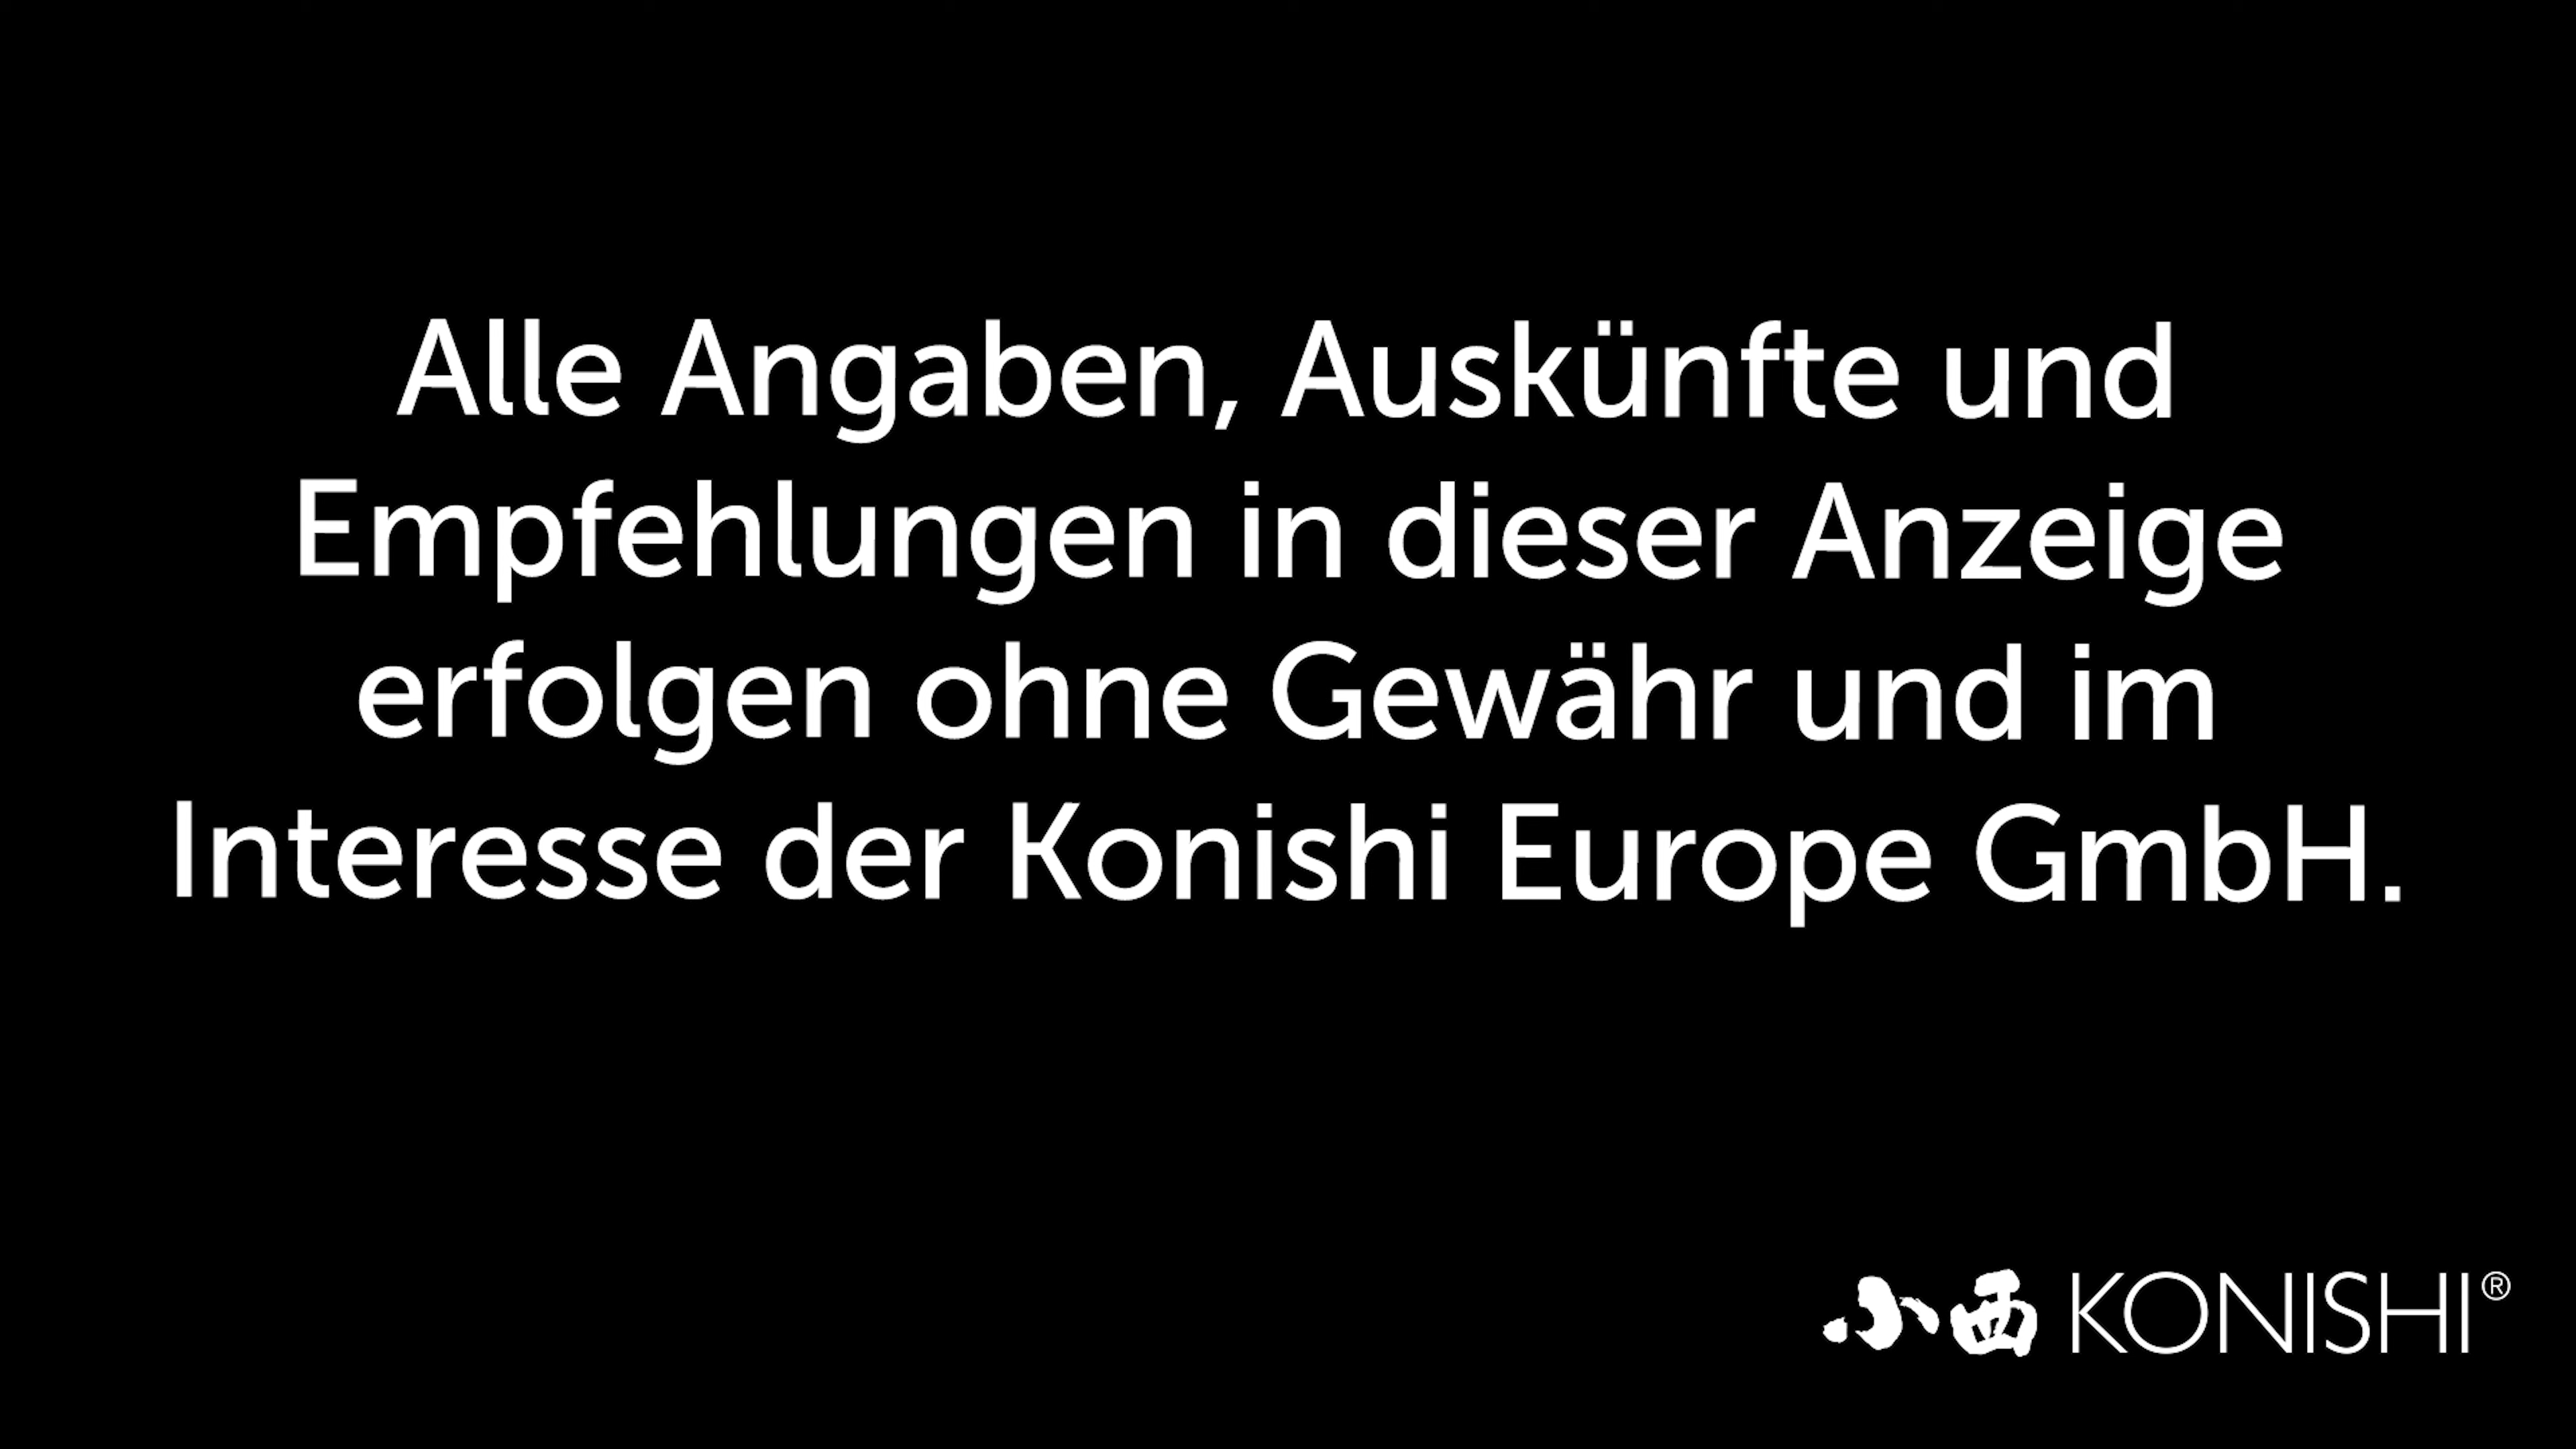 Alle Angaben, Auskünfte und
Empfehlungen in dieser Anzeige
erfolgen ohne Gewähr und im
Interesse der Konishi Europe GmbH.
小西 KONISHI®